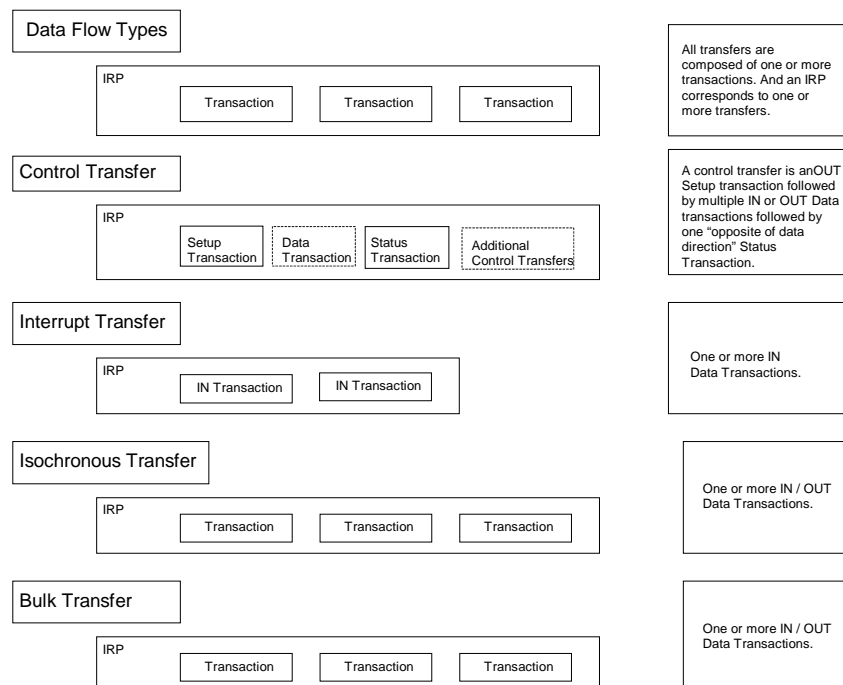 Data Flow Types
IRP
Transaction
Transaction
Transaction
All transfers are
composed of one or more
transactions. And an IRP
corresponds to one or
more transfers.
Control Transfer
IRP
Setup
Transaction
Data
Transaction
Status
Transaction
Additional
Control Transfers
A control transfer is anOUT
Setup transaction followed
by multiple IN or OUT Data
transactions followed by
one “opposite of data
direction” Status
Transaction.
Interrupt Transfer
IRP
IN Transaction
IN Transaction
One or more IN
Data Transactions.
Isochronous Transfer
IRP
Transaction
Transaction
Transaction
One or more IN / OUT
Data Transactions.
Bulk Transfer
IRP
Transaction
Transaction
Transaction
One or more IN / OUT
Data Transactions.